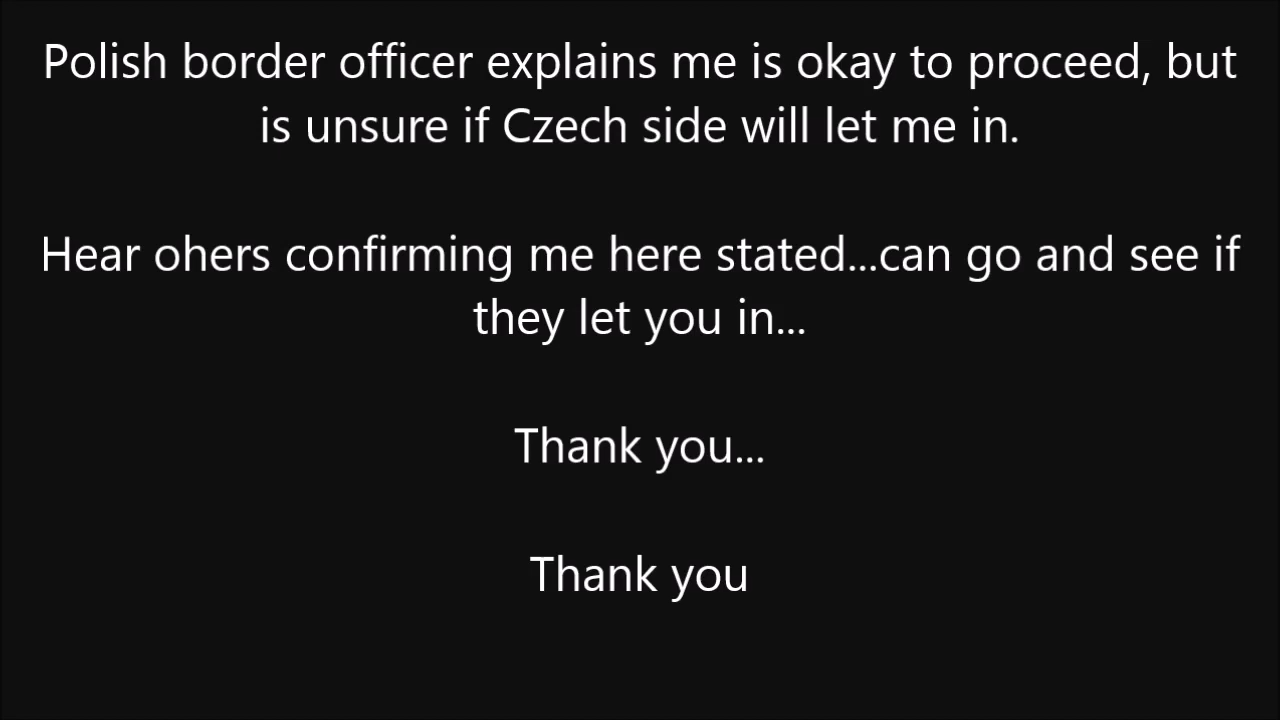 Polish border officer explains me is okay to proceed, but
is unsure if Czech side will let me in.
Hear ohers confirming me here stated...can go and see if
they let you in...
Thank you...
Thank you